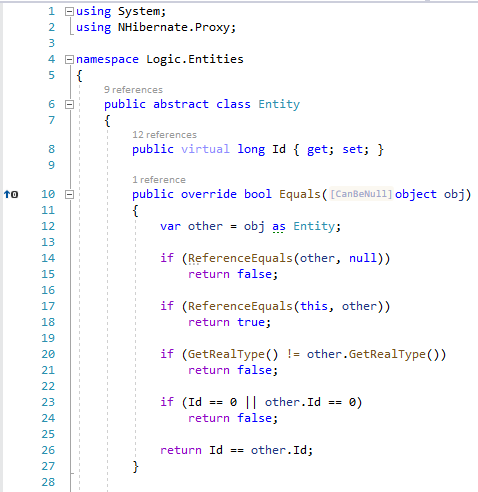 1 using System;
2 using NHibernate.Proxy;
3
4 namespace Logic.Entities
5 {
9 references
6 public abstract class Entity
7 {
12 references
8 public virtual long Id { get; set; }
9
1 reference
10 public override bool Equals([CanBeNull]object obj)
11 {
12 var other = obj as Entity;
13
14 if (ReferenceEquals(other, null))
15 return false;
16
17 if (ReferenceEquals(this, other))
18 return true;
19
20 if (GetRealType() != other.GetRealType())
21 return false;
22
23 if (Id == 0 || other.Id == 0)
24 return false;
25
26 return Id == other.Id;
27 }
28